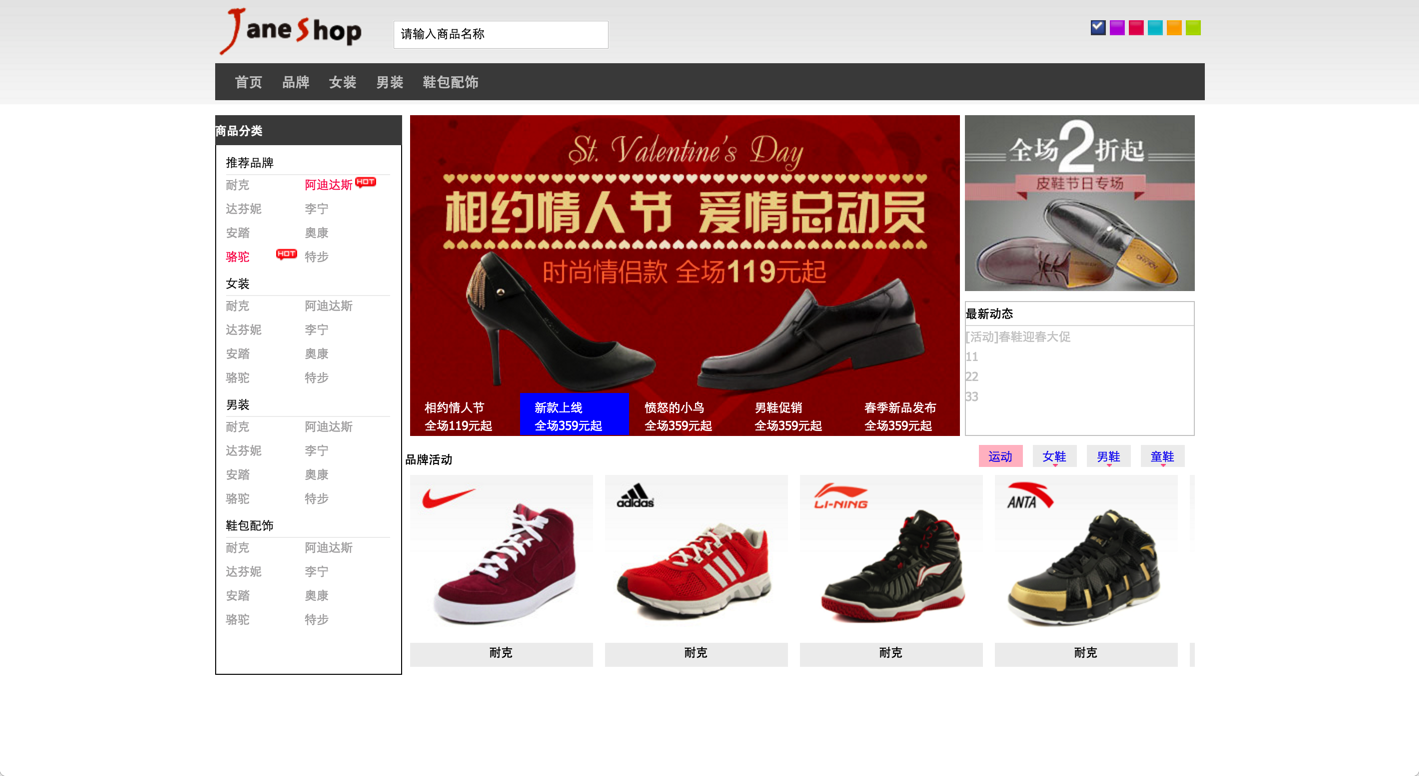 Jane Shop
请输入商品名称
首页 品牌 女装 男装 鞋包配饰
商品分类
推荐品牌
耐克 阿迪达斯 HOT
达芬妮 李宁
安踏 奥康
骆驼 HOT 特步
女装
耐克 阿迪达斯
达芬妮 李宁
安踏 奥康
骆驼 特步
男装
耐克 阿迪达斯
达芬妮 李宁
安踏 奥康
骆驼 特步
鞋包配饰
耐克 阿迪达斯
达芬妮 李宁
安踏 奥康
骆驼 特步
St. Valentine's Day
相约情人节 爱情总动员
时尚情侣款 全场119元起
相约情人节 新款上线 愤怒的小鸟 男鞋促销 春季新品发布
全场119元起 全场359元起 全场359元起 全场359元起 全场359元起
全场2折起
皮鞋节日专场
最新动态
[活动]春鞋迎春大促
11
22
33
品牌活动
运动 女鞋 男鞋 童鞋
adidas LI-NING ANTA
耐克 耐克 耐克 耐克